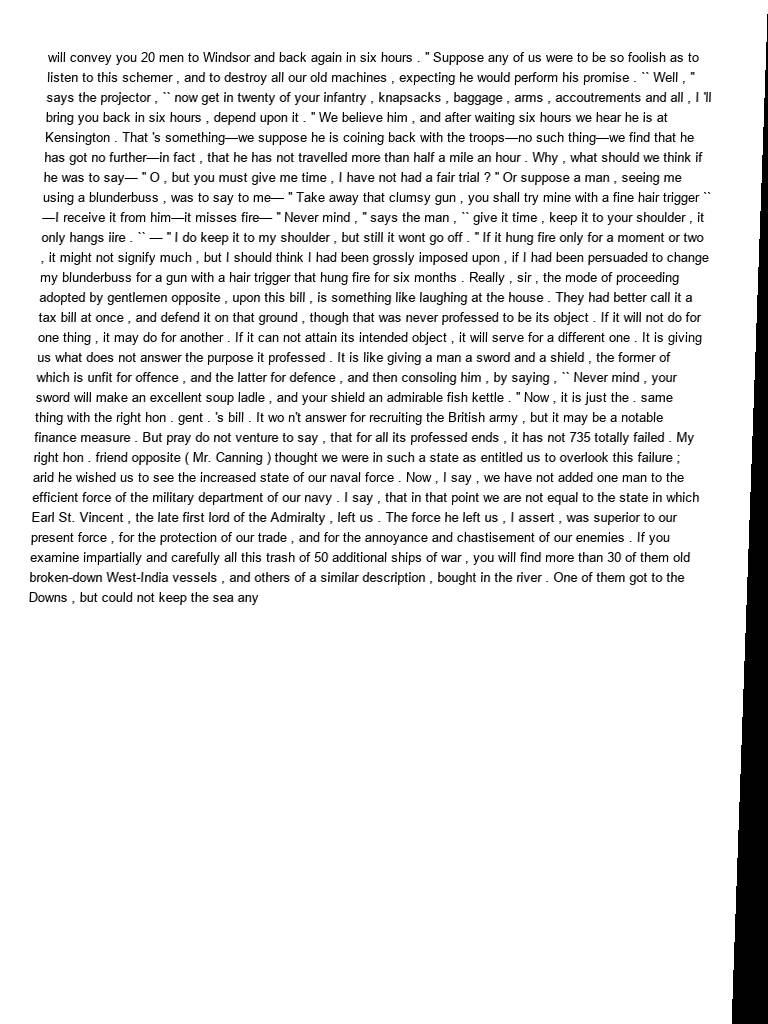 will convey you 20 men to Windsor and back again in six hours . " Suppose any of us were to be so foolish as to
listen to this schemer , and to destroy all our old machines , expecting he would perform his promise . `` Well , "
says the projector , `` now get in twenty of your infantry , knapsacks , baggage , arms , accoutrements and all , I 'll
bring you back in six hours , depend upon it . " We believe him , and after waiting six hours we hear he is at
Kensington . That 's something—we suppose he is coining back with the troops—no such thing—we find that he
has got no further—in fact , that he has not travelled more than half a mile an hour . Why , what should we think if
he was to say— " O , but you must give me time , I have not had a fair trial ? " Or suppose a man , seeing me
using a blunderbuss , was to say to me— " Take away that clumsy gun , you shall try mine with a fine hair trigger ``
—I receive it from him—it misses fire— " Never mind , " says the man , `` give it time , keep it to your shoulder , it
only hangs iire . `` — " I do keep it to my shoulder , but still it wont go off . " If it hung fire only for a moment or two
, it might not signify much , but I should think I had been grossly imposed upon , if I had been persuaded to change
my blunderbuss for a gun with a hair trigger that hung fire for six months . Really , sir , the mode of proceeding
adopted by gentlemen opposite , upon this bill , is something like laughing at the house . They had better call it a
tax bill at once , and defend it on that ground , though that was never professed to be its object . If it will not do for
one thing , it may do for another . If it can not attain its intended object , it will serve for a different one . It is giving
us what does not answer the purpose it professed . It is like giving a man a sword and a shield , the former of
which is unfit for offence , and the latter for defence , and then consoling him , by saying , `` Never mind , your
sword will make an excellent soup ladle , and your shield an admirable fish kettle . " Now , it is just the . same
thing with the right hon . gent . 's bill . It wo n't answer for recruiting the British army , but it may be a notable
finance measure . But pray do not venture to say , that for all its professed ends , it has not 735 totally failed . My
right hon . friend opposite ( Mr. Canning ) thought we were in such a state as entitled us to overlook this failure ;
arid he wished us to see the increased state of our naval force . Now , I say , we have not added one man to the
efficient force of the military department of our navy . I say , that in that point we are not equal to the state in which
Earl St. Vincent , the late first lord of the Admiralty , left us . The force he left us , I assert , was superior to our
present force , for the protection of our trade , and for the annoyance and chastisement of our enemies . If you
examine impartially and carefully all this trash of 50 additional ships of war , you will find more than 30 of them old
broken-down West-India vessels , and others of a similar description , bought in the river . One of them got to the
Downs , but could not keep the sea any